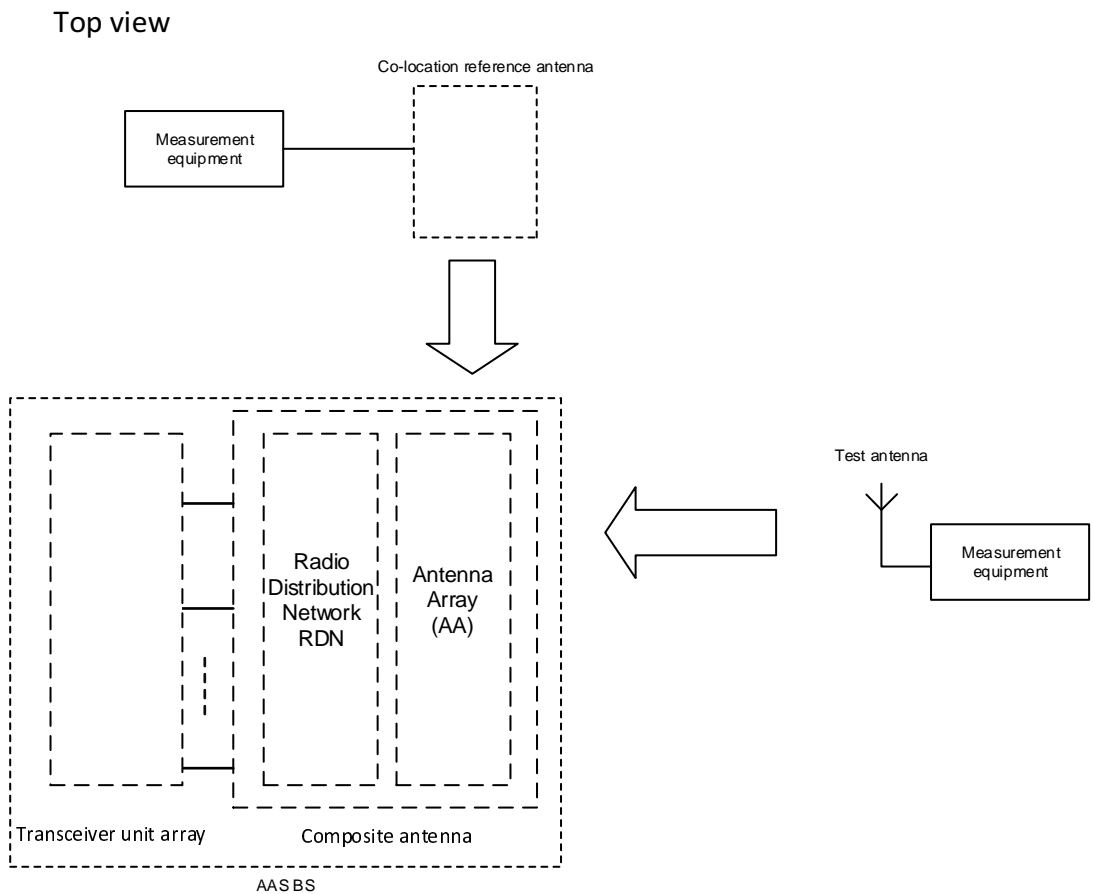 Top view
Co-location reference antenna
Measurement
equipment
Test antenna
Measurement
equipment
Radio
Distribution
Network
RDN
Antenna
Array
(AA)
Transceiver unit array
Composite antenna
AAS BS